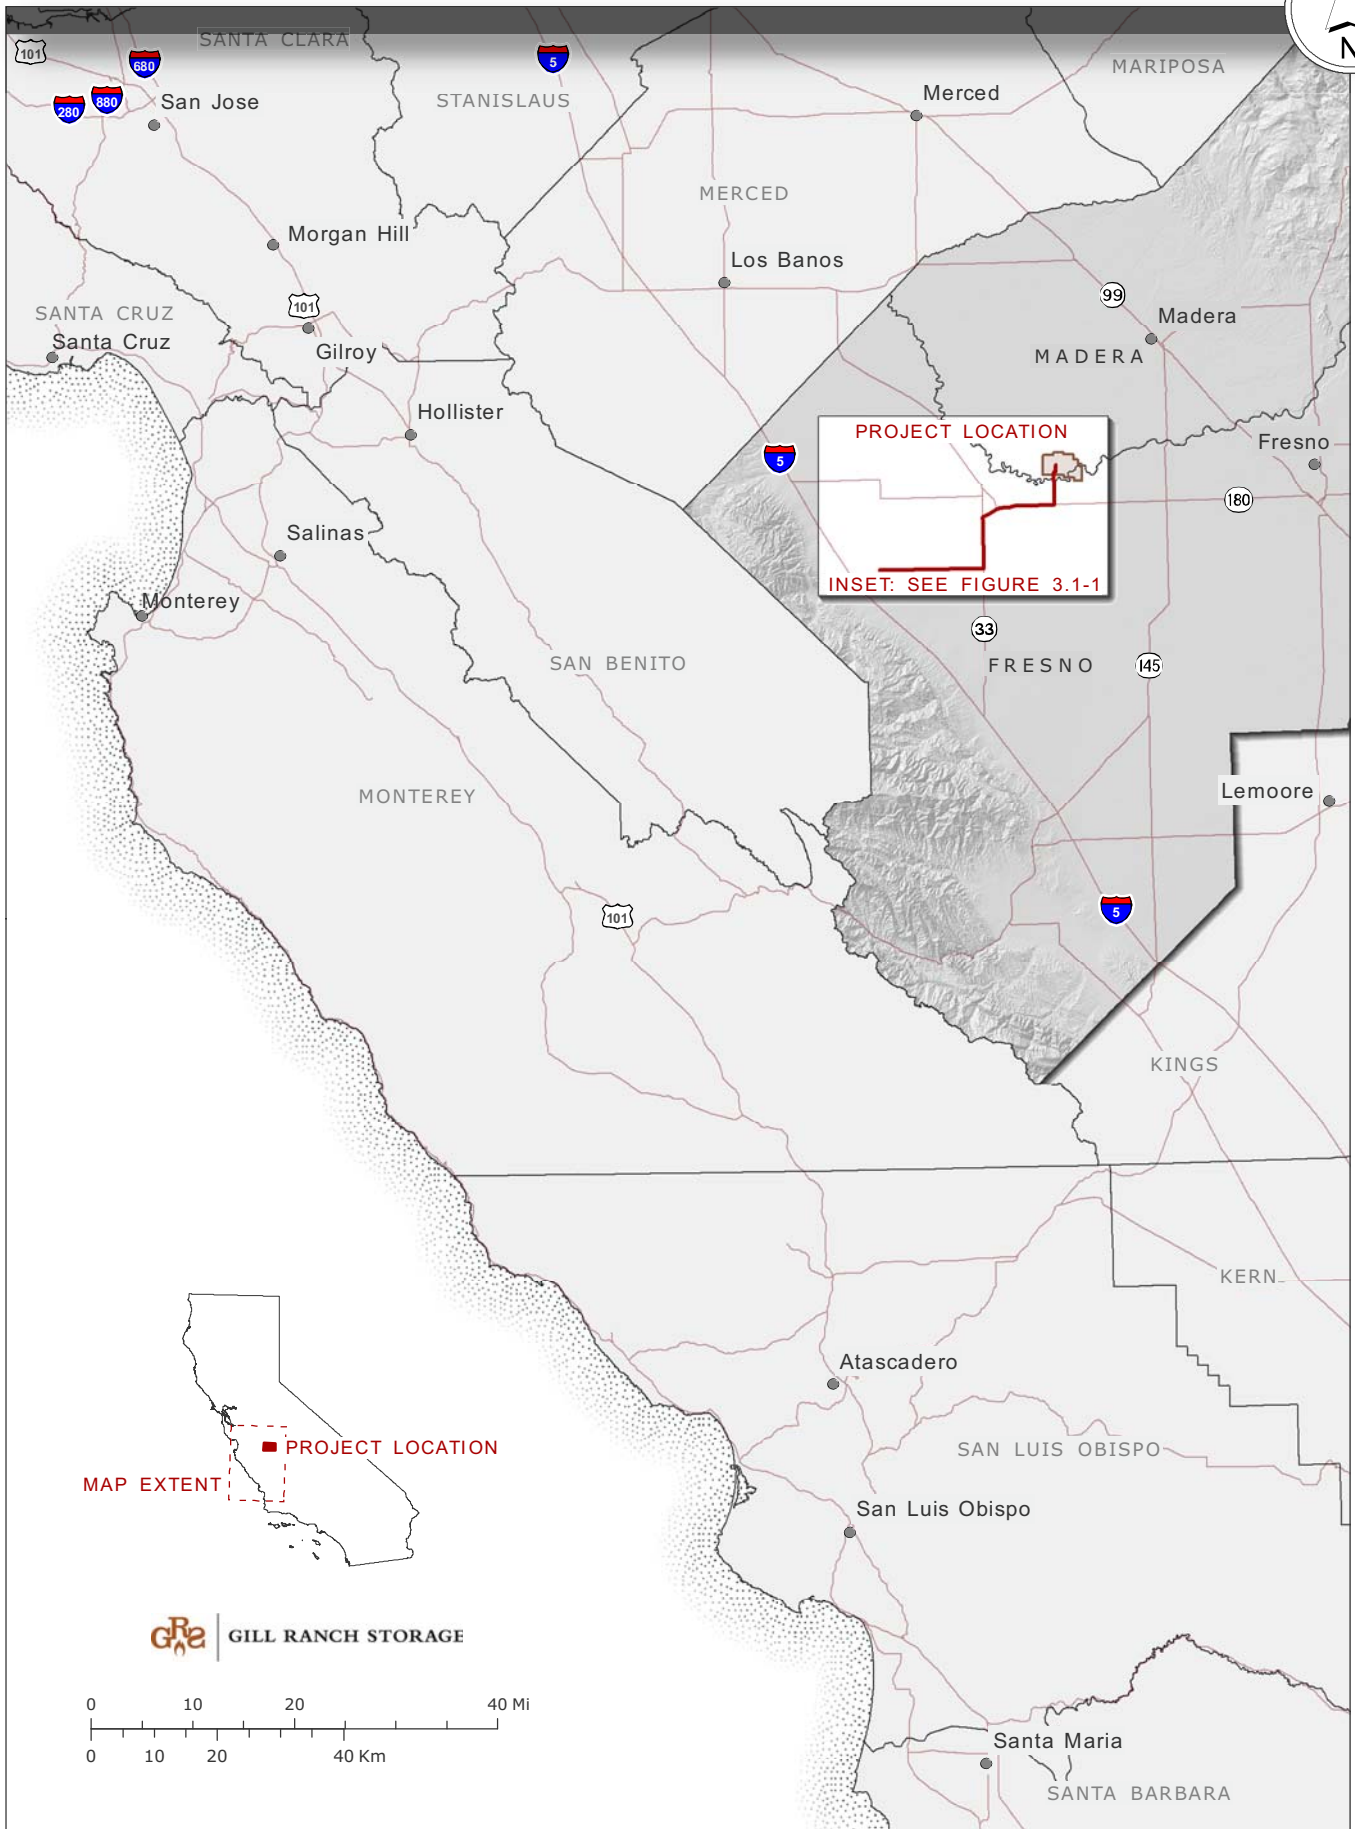 N
101
SANTA CLARA
680
5
MARIPOSA
280
880
San Jose
STANISLAUS
Merced
MERCED
Morgan Hill
Los Banos
101
99
SANTA CRUZ
Santa Cruz
Gilroy
Madera
MADERA
Hollister
PROJECT LOCATION
Fresno
5
180
Salinas
INSET: SEE FIGURE 3.1-1
Monterey
33
SAN BENITO
FRESNO
145
MONTEREY
Lemoore
101
5
KINGS
KERN
Atascadero
PROJECT LOCATION
SAN LUIS OBISPO
MAP EXTENT
San Luis Obispo
GRS
GILL RANCH STORAGE
0 10 20 40 Mi
0 10 20 40 Km
Santa Maria
SANTA BARBARA